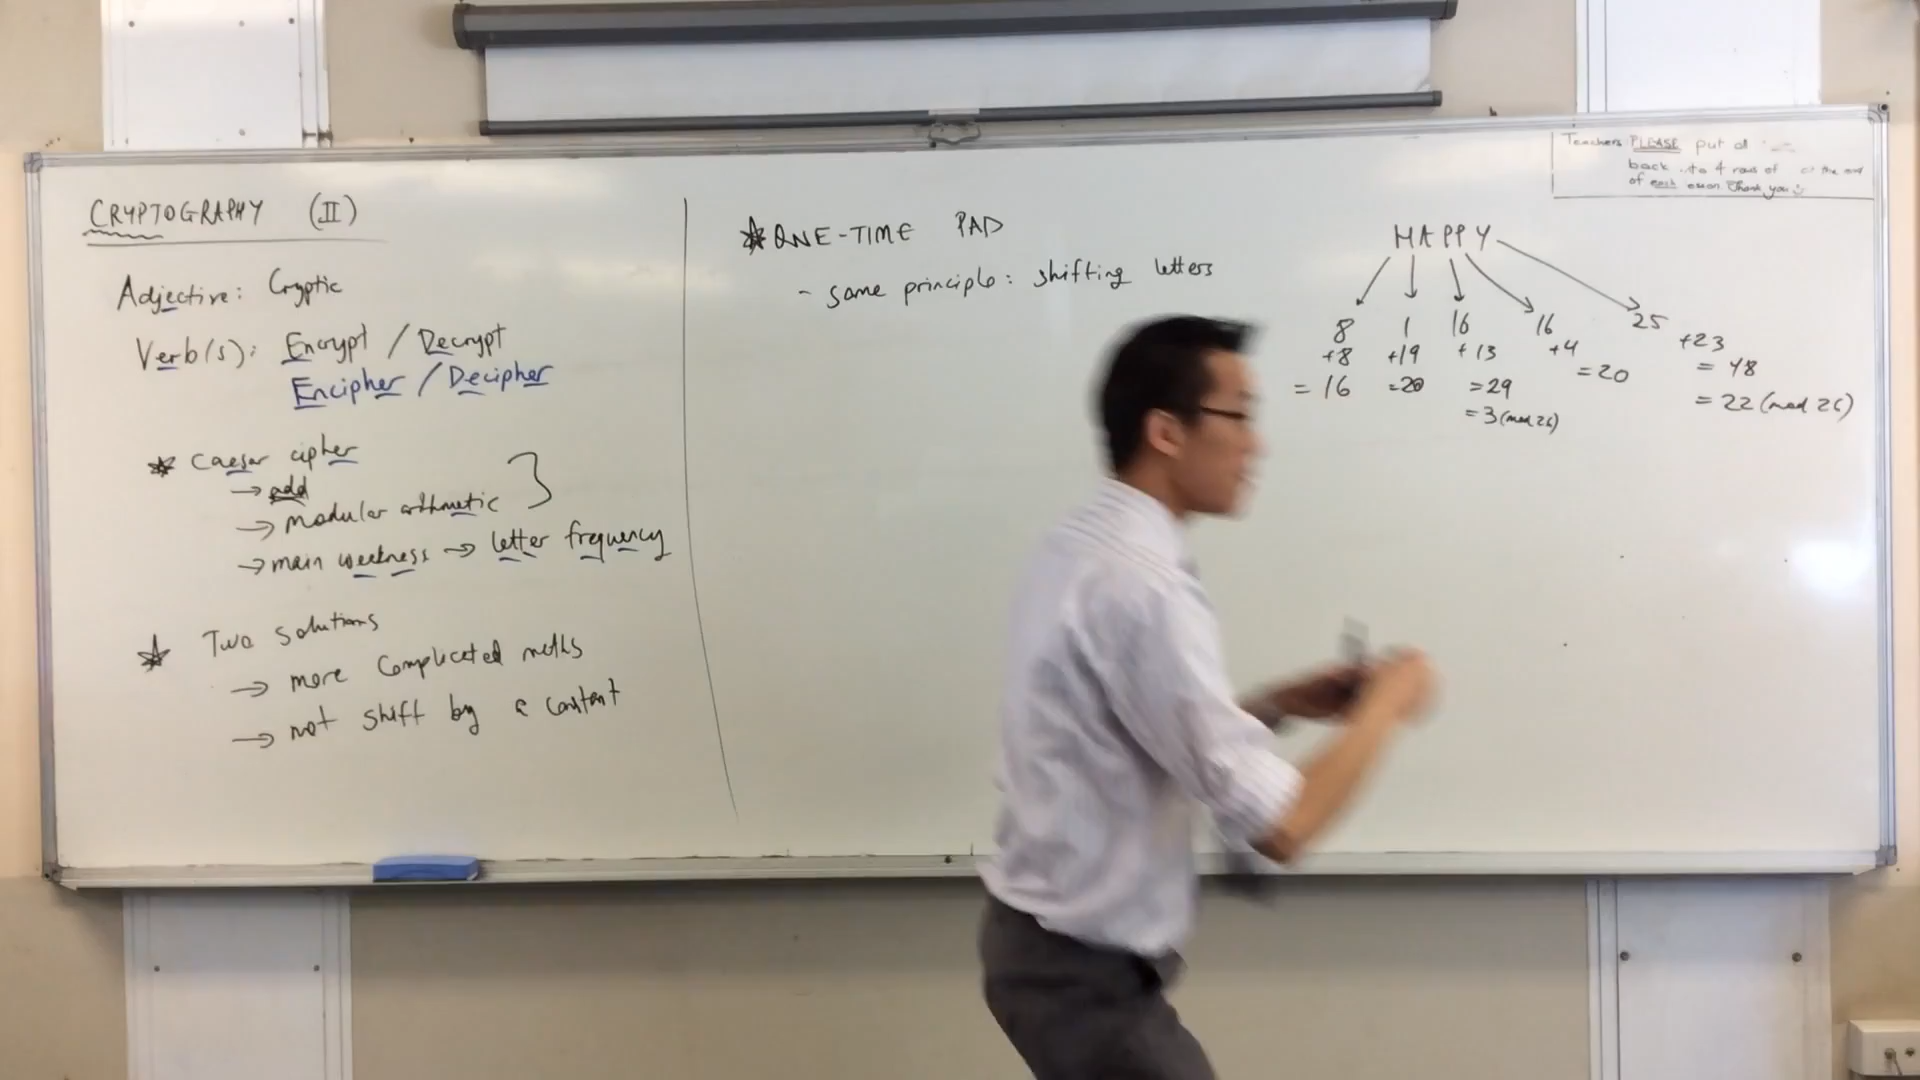 CRYPTOGRAPHY (II)
Adjective: Cryptic
Verb(s): Encrypt / Decrypt
Encipher / Decipher
Caesar cipher
→ add
→ Modular arithmetic
→ main weakness → letter frequency
Two solutions
→ more complicated maths
→ not shift by a constant
ONE-TIME PAD
- same principle: shifting letters
Teachers PLEASE put all
back into 4 rows of the end
of each Thank you
HAPPY
8 1 16 16 25
+8 +19 +13 +4 +23
= 16 =20 =29 =20 = 48
=3 (mod 26) = 22 (mod 26)